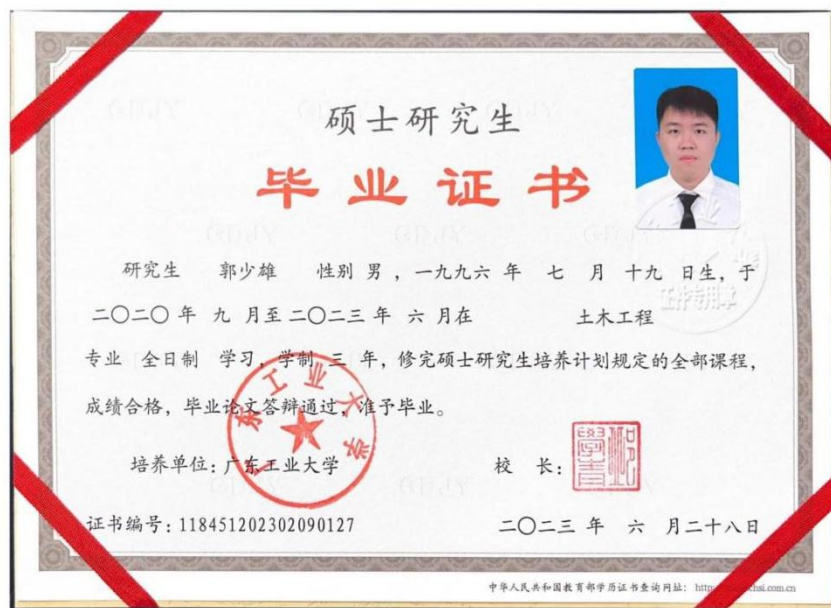 硕士研究生
毕业证书
研究生 郭少雄 性别 男 ，一九九六 年 七 月 十九 日生，于
二〇二〇 年 九 月至 二〇二三 年 六 月在 土木工程
专业 全日制 学习，学制 三 年，修完硕士研究生培养计划规定的全部课程，
成绩合格，毕业论文答辩通过，准予毕业。
广东工业大学
培养单位：广东工业大学 校 长：
证书编号：118451202302090127 二〇二三 年 六 月二十八日
中华人民共和国教育部学历证书查询网址：